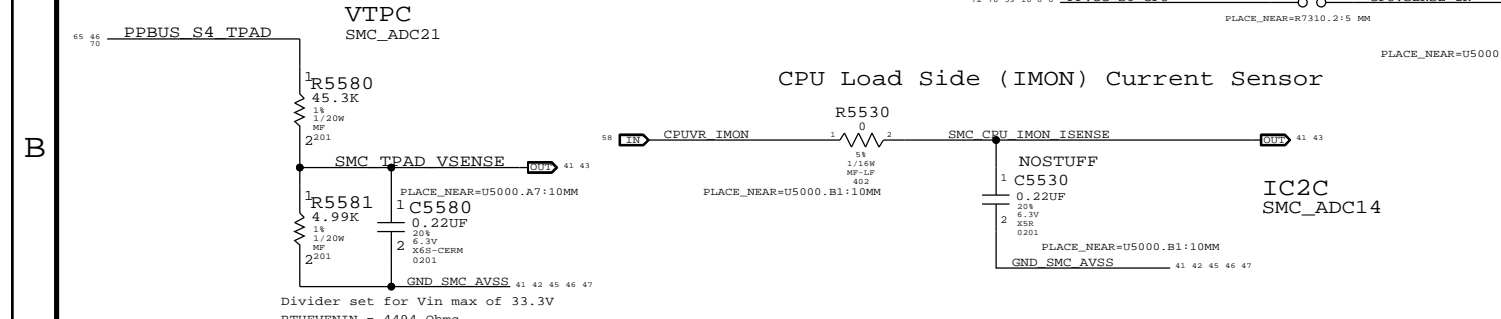 VTPC
SMC_ADC21
65 46
70
PPBUS_S4_TPAD
1
R5580
45.3K
1%
1/20W
MF
201
2
B
SMC_TPAD_VSENSE
OUT
41 43
PLACE_NEAR=U5000.A7:10MM
1
R5581
4.99K
1%
1/20W
MF
201
2
1
C5580
0.22UF
20%
6.3V
X6S-CERM
0201
2
GND_SMC_AVSS
41 42 45 46 47
Divider set for Vin max of 33.3V
RTHEVENIN = 4494 Ohms
PLACE_NEAR=R7310.2:5 MM
PLACE_NEAR=U5000
CPU Load Side (IMON) Current Sensor
R5530
0
58
IN
CPUVR_IMON
1
2
5%
1/16W
MF-LF
402
PLACE_NEAR=U5000.B1:10MM
SMC_CPU_IMON_ISENSE
OUT
41 43
NOSTUFF
1
C5530
0.22UF
20%
6.3V
X5R
0201
2
PLACE_NEAR=U5000.B1:10MM
GND_SMC_AVSS
41 42 45 46 47
IC2C
SMC_ADC14